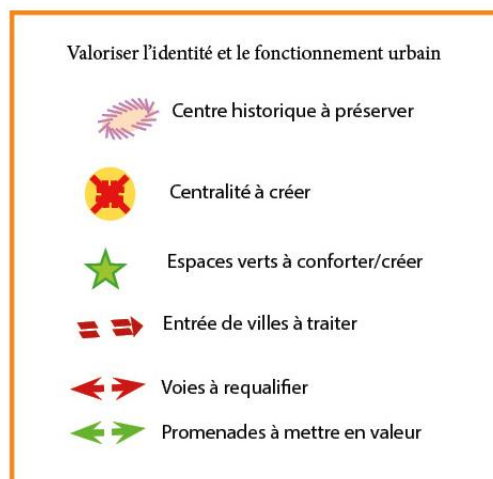 Valoriser l'identité et le fonctionnement urbain
Centre historique à préserver
Centralité à créer
Espaces verts à conforter/créer
Entrée de villes à traiter
Voies à requalifier
Promenades à mettre en valeur